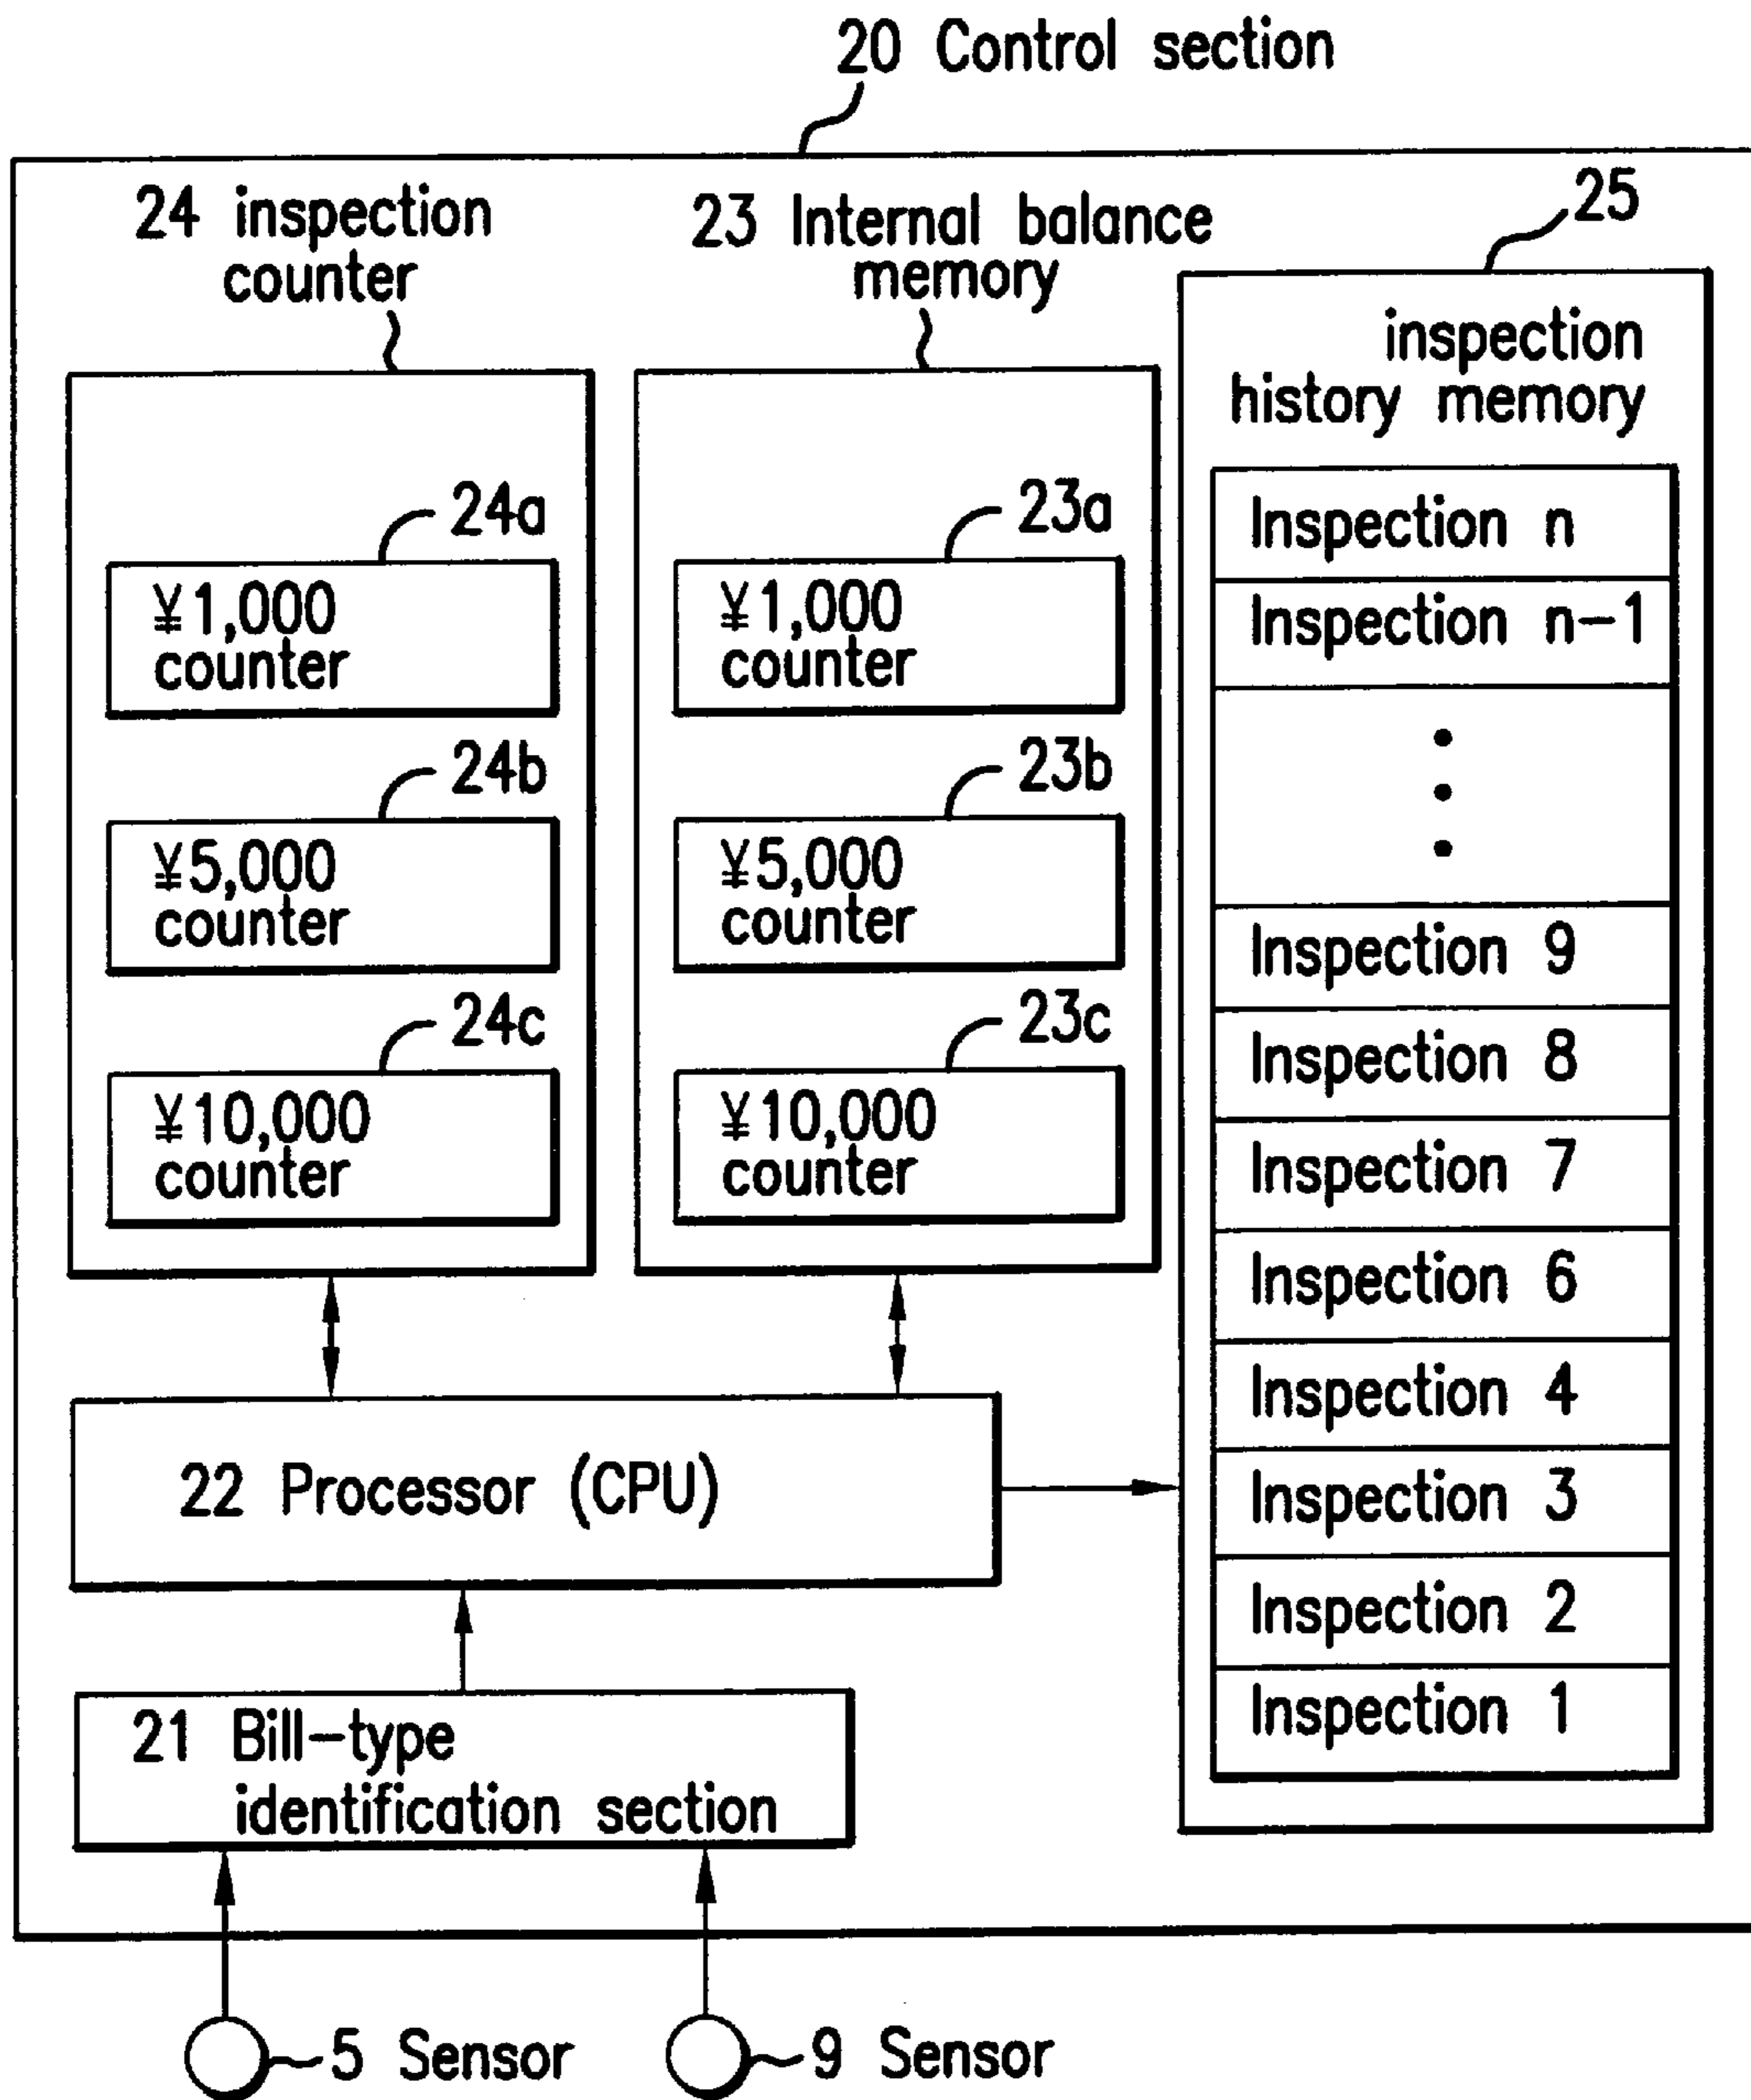 20 Control section
24 inspection
counter
23 Internal balance
memory
25
inspection
history memory
24a
¥1,000
counter
24b
¥5,000
counter
24c
¥10,000
counter
23a
¥1,000
counter
23b
¥5,000
counter
23c
¥10,000
counter
Inspection n
Inspection n-1
Inspection 9
Inspection 8
Inspection 7
Inspection 6
Inspection 4
Inspection 3
Inspection 2
Inspection 1
22 Processor (CPU)
21 Bill-type
identification section
5 Sensor
9 Sensor